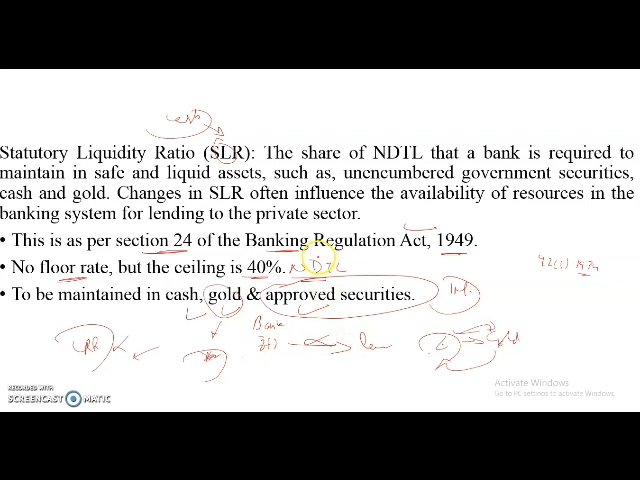 Statutory Liquidity Ratio (SLR): The share of NDTL that a bank is required to
maintain in safe and liquid assets, such as, unencumbered government securities,
cash and gold. Changes in SLR often influence the availability of resources in the
banking system for lending to the private sector.
• This is as per section 24 of the Banking Regulation Act, 1949.
• No floor rate, but the ceiling is 40%. NDTL
• To be maintained in cash, gold & approved securities.
Bank
CRR
Gold
Activate Windows
Go to PC settings to activate Windows.
RECORDED WITH
SCREENCAST MATIC